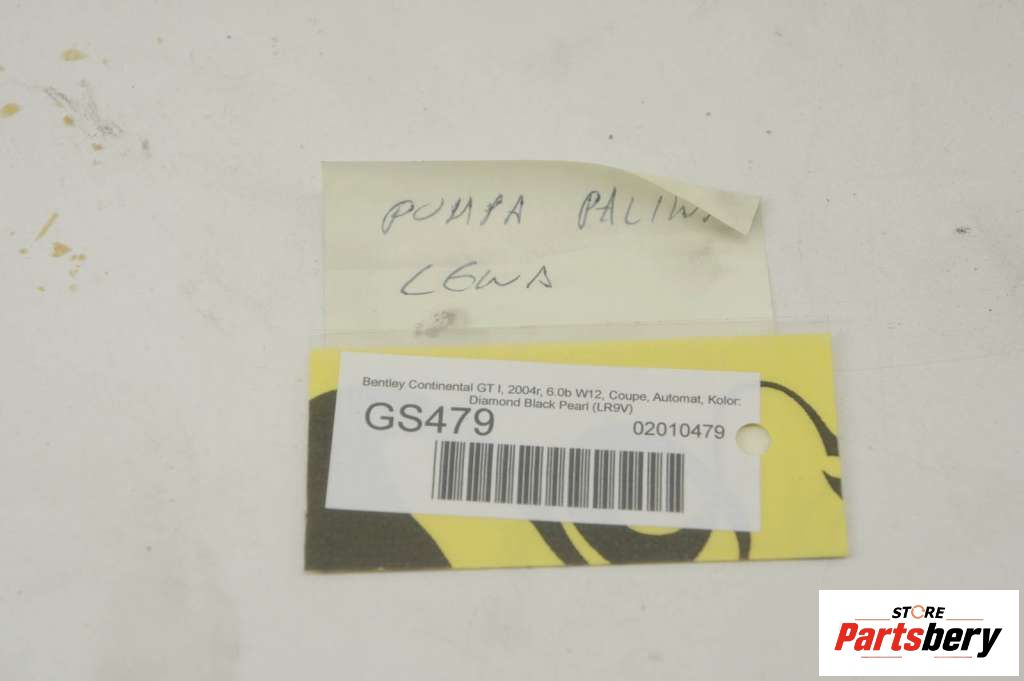 POMPA PALIW
LEWA
Bentley Continental GT I, 2004r, 6.0b W12, Coupe, Automat, Kolor:
Diamond Black Pearl (LR9V)
GS479 02010479
STORE
Partsbery